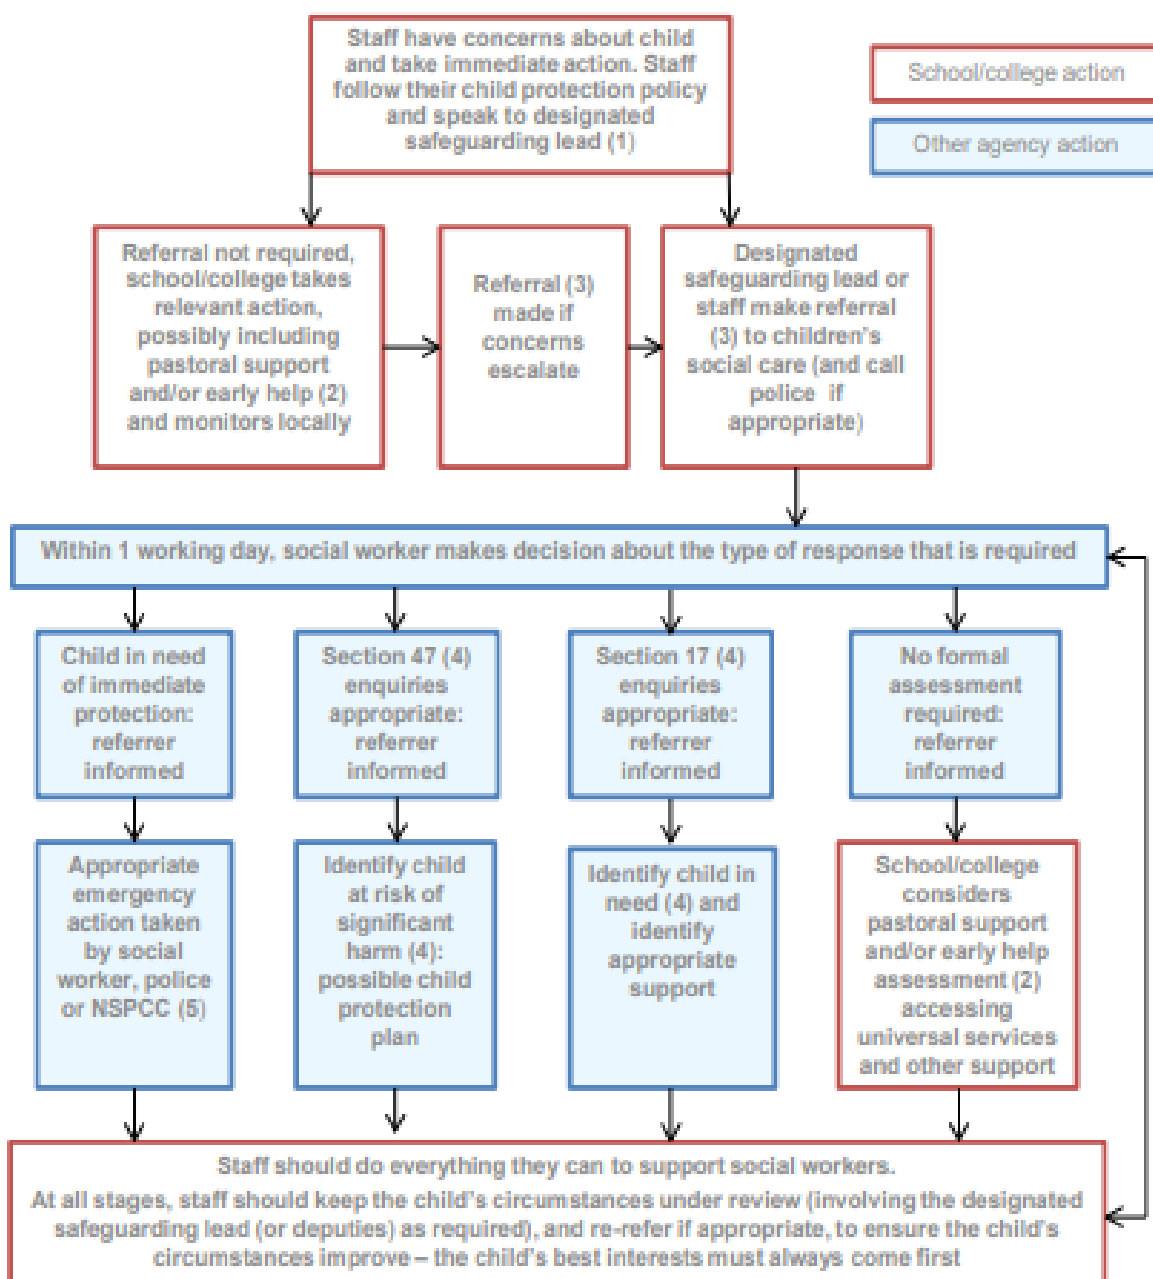 Staff have concerns about child
and take immediate action. Staff
follow their child protection policy
and speak to designated
safeguarding lead (1)
School/college action
Other agency action
Referral not required,
school/college takes
relevant action,
possibly including
pastoral support
and/or early help (2)
and monitors locally
Referral (3)
made if
concerns
escalate
Designated
safeguarding lead or
staff make referral
(3) to children's
social care (and call
police if
appropriate)
Within 1 working day, social worker makes decision about the type of response that is required
Child in need
of immediate
protection:
referrer
informed
Section 47 (4)
enquiries
appropriate:
referrer
informed
Section 17 (4)
enquiries
appropriate:
referrer
informed
No formal
assessment
required:
referrer
informed
Appropriate
emergency
action taken
by social
worker, police
or NSPCC (5)
Identify child
at risk of
significant
harm (4):
possible child
protection
plan
Identify child in
need (4) and
identify
appropriate
support
School/college
considers
pastoral support
and/or early help
assessment (2)
accessing
universal services
and other support
Staff should do everything they can to support social workers.
At all stages, staff should keep the child's circumstances under review (involving the designated
safeguarding lead (or deputies) as required), and re-refer if appropriate, to ensure the child's
circumstances improve – the child's best interests must always come first